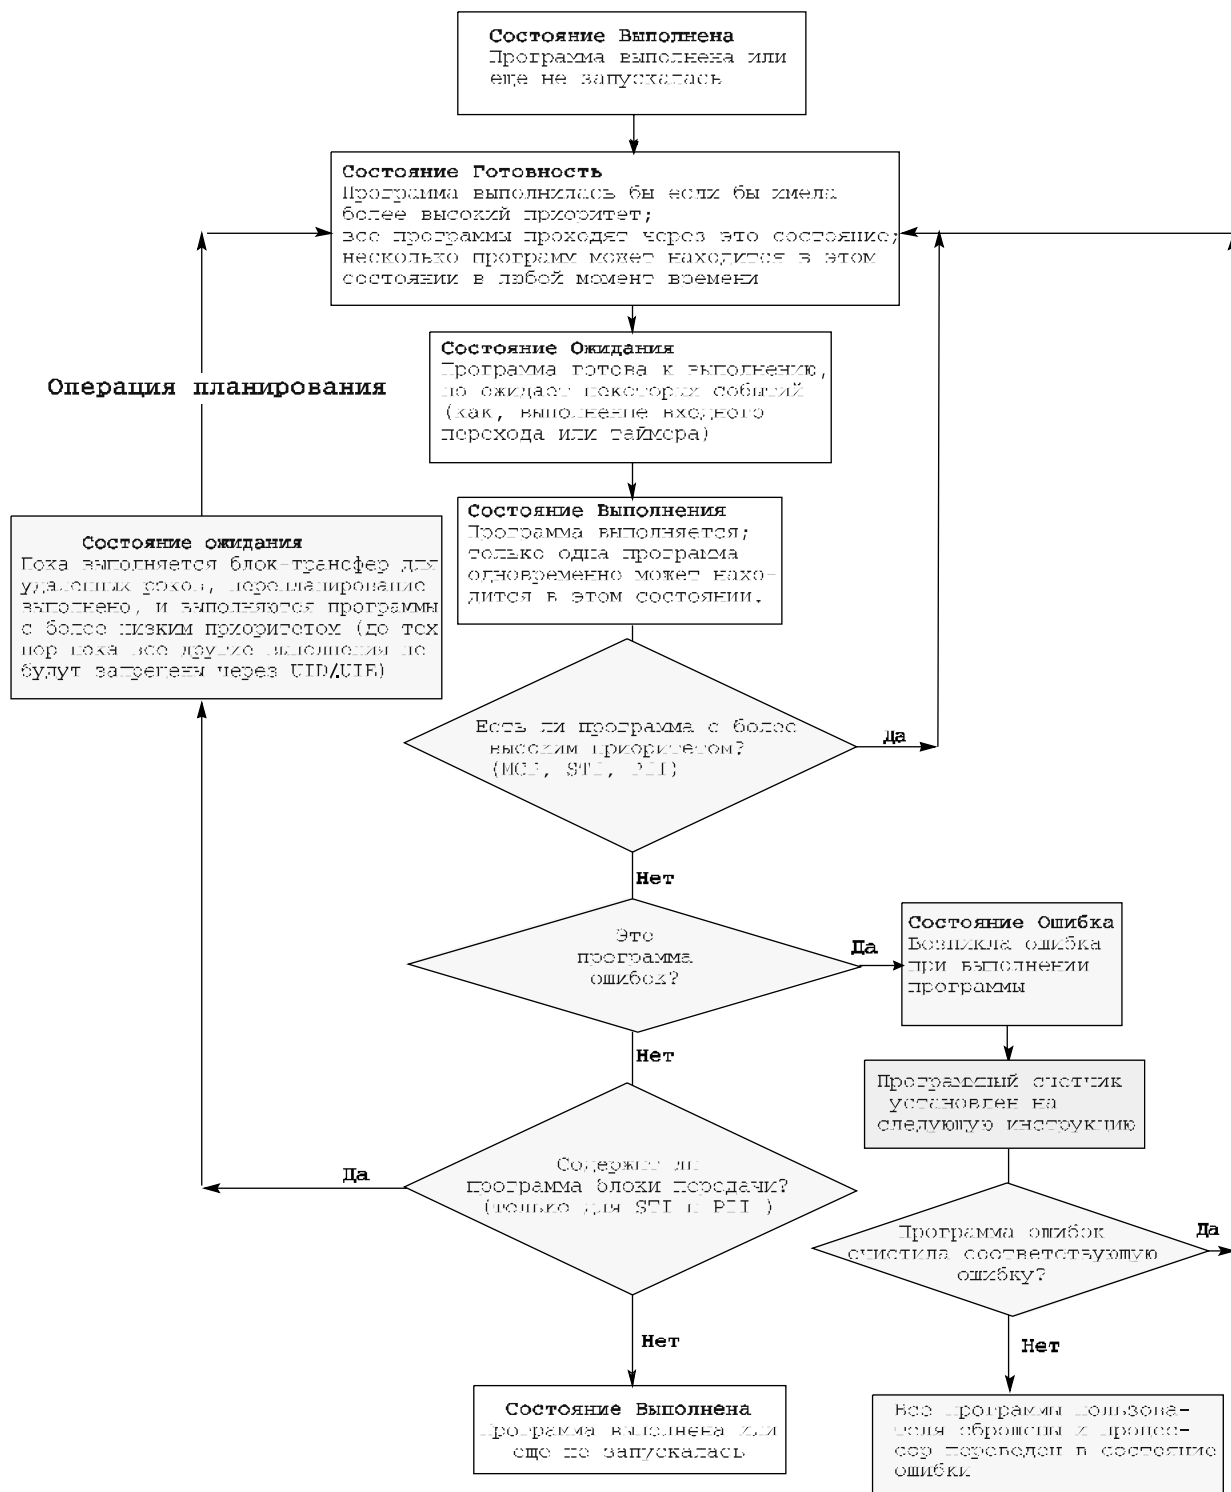 Состояние Выполнена
Программа выполнена или
еще не запускалась
Состояние Готовность
Программа выполнилась бы если бы имела
более высокий приоритет;
все программы проходят через это состояние;
несколько программ может находится в этом
состоянии в любой момент времени
Состояние Ожидания
Программа готова к выполнению,
но ожидает некоторых событий
(как, выполнение входного
перехода или таймера)
Операция планирования
Состояние Выполнения
Программа выполняется;
только одна программа
одновременно может нахо-
дится в этом состоянии.
Состояние ожидания
Пока выполняется блок-трансфер для
удаленных рэков, перепланирование
выполнено, и выполняются программы
с более низким приоритетом (до тех
пор пока все другие выполнения не
будут запрещены через UID/UIE)
Есть ли программа с более
высоким приоритетом?
(MCP, STI, PII)
Да
Нет
Это
программа
ошибок?
Да
Состояние Ошибка
Возникла ошибка
при выполнении
программы
Нет
Программный счетчик
установлен на
следующую инструкцию
Содержит ли
программа блоки передачи?
(только для STI и PII )
Да
Программа ошибок
очистила соответствующую
ошибку?
Да
Нет
Нет
Состояние Выполнена
Программа выполнена или
еще не запускалась
Все программы пользова-
теля сброшены и процес-
сор переведен в состояние
ошибки